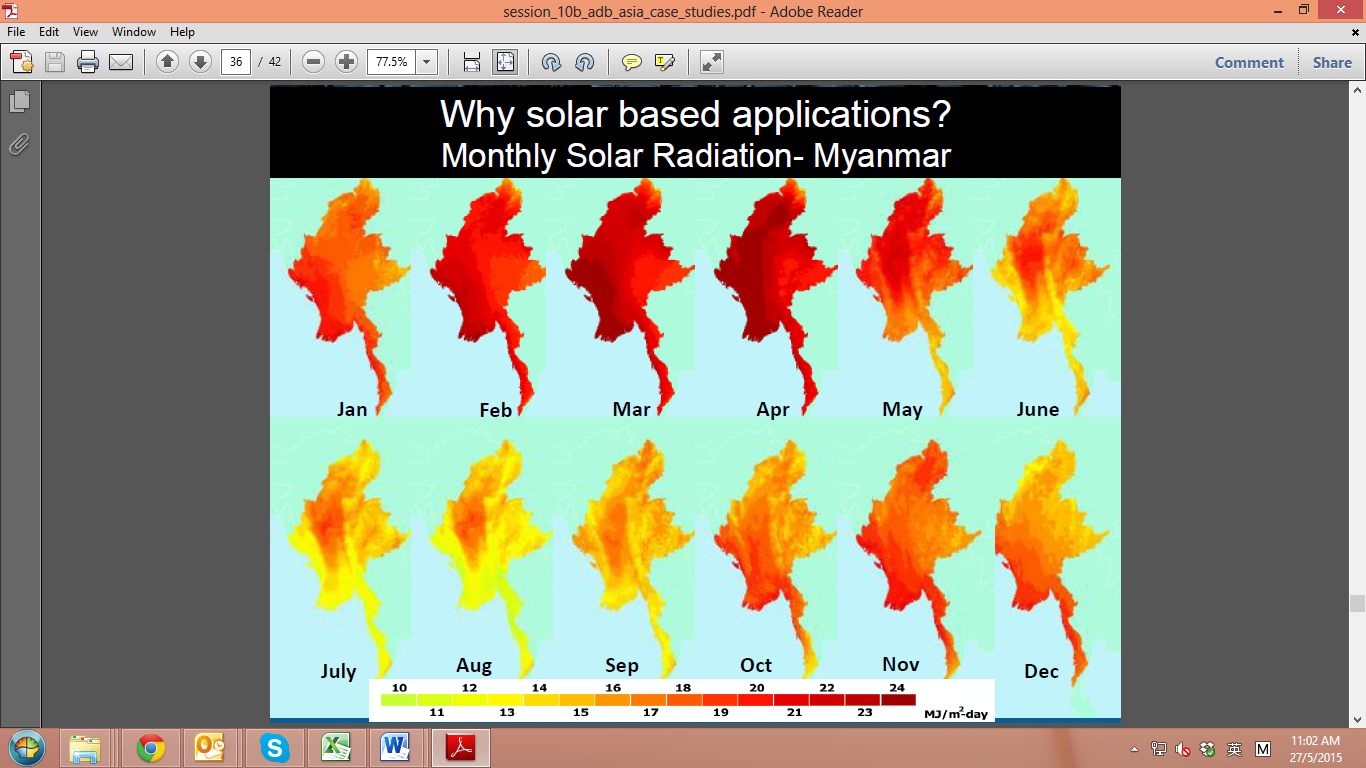 session_10b_adb_asia_case_studies.pdf - Adobe Reader
File Edit View Window Help
36 / 42 77.5% Comment Share
Why solar based applications?
Monthly Solar Radiation- Myanmar
Jan Feb Mar Apr May June
July Aug Sep Oct Nov Dec
10 12 14 16 18 20 22 24
11 13 15 17 19 21 23 MJ/m²-day
11:02 AM
英 M
27/5/2015